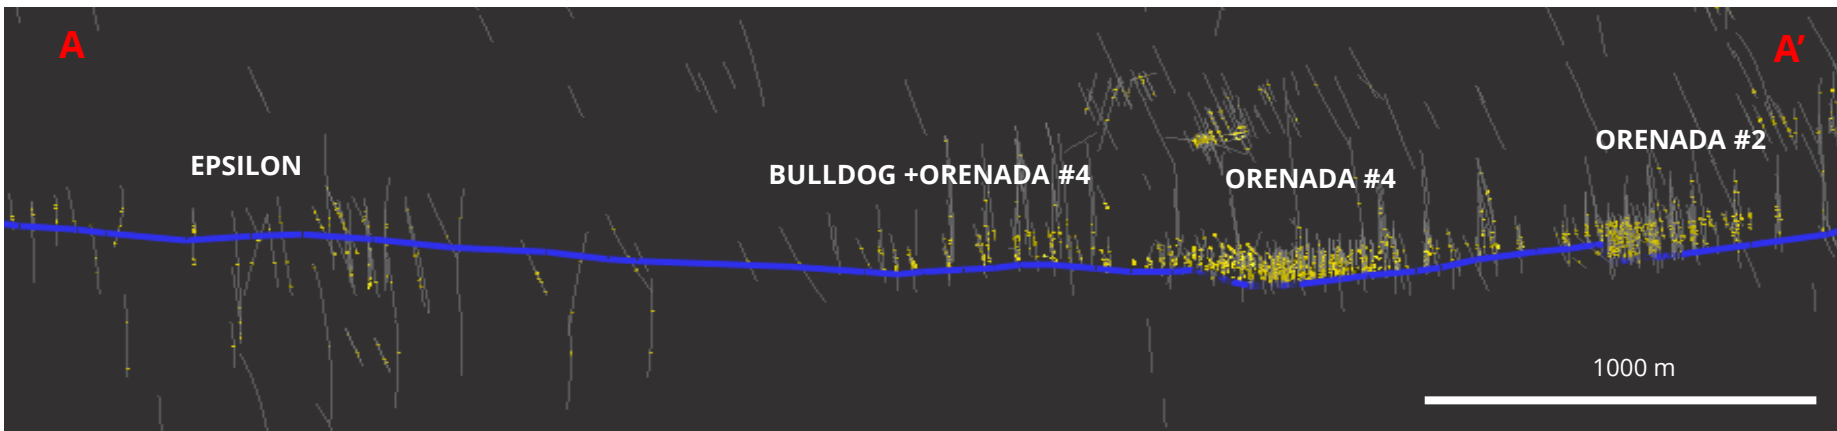 A
A’
ORENADA #2
EPSILON
BULLDOG +ORENADA #4
ORENADA #4
1000 m